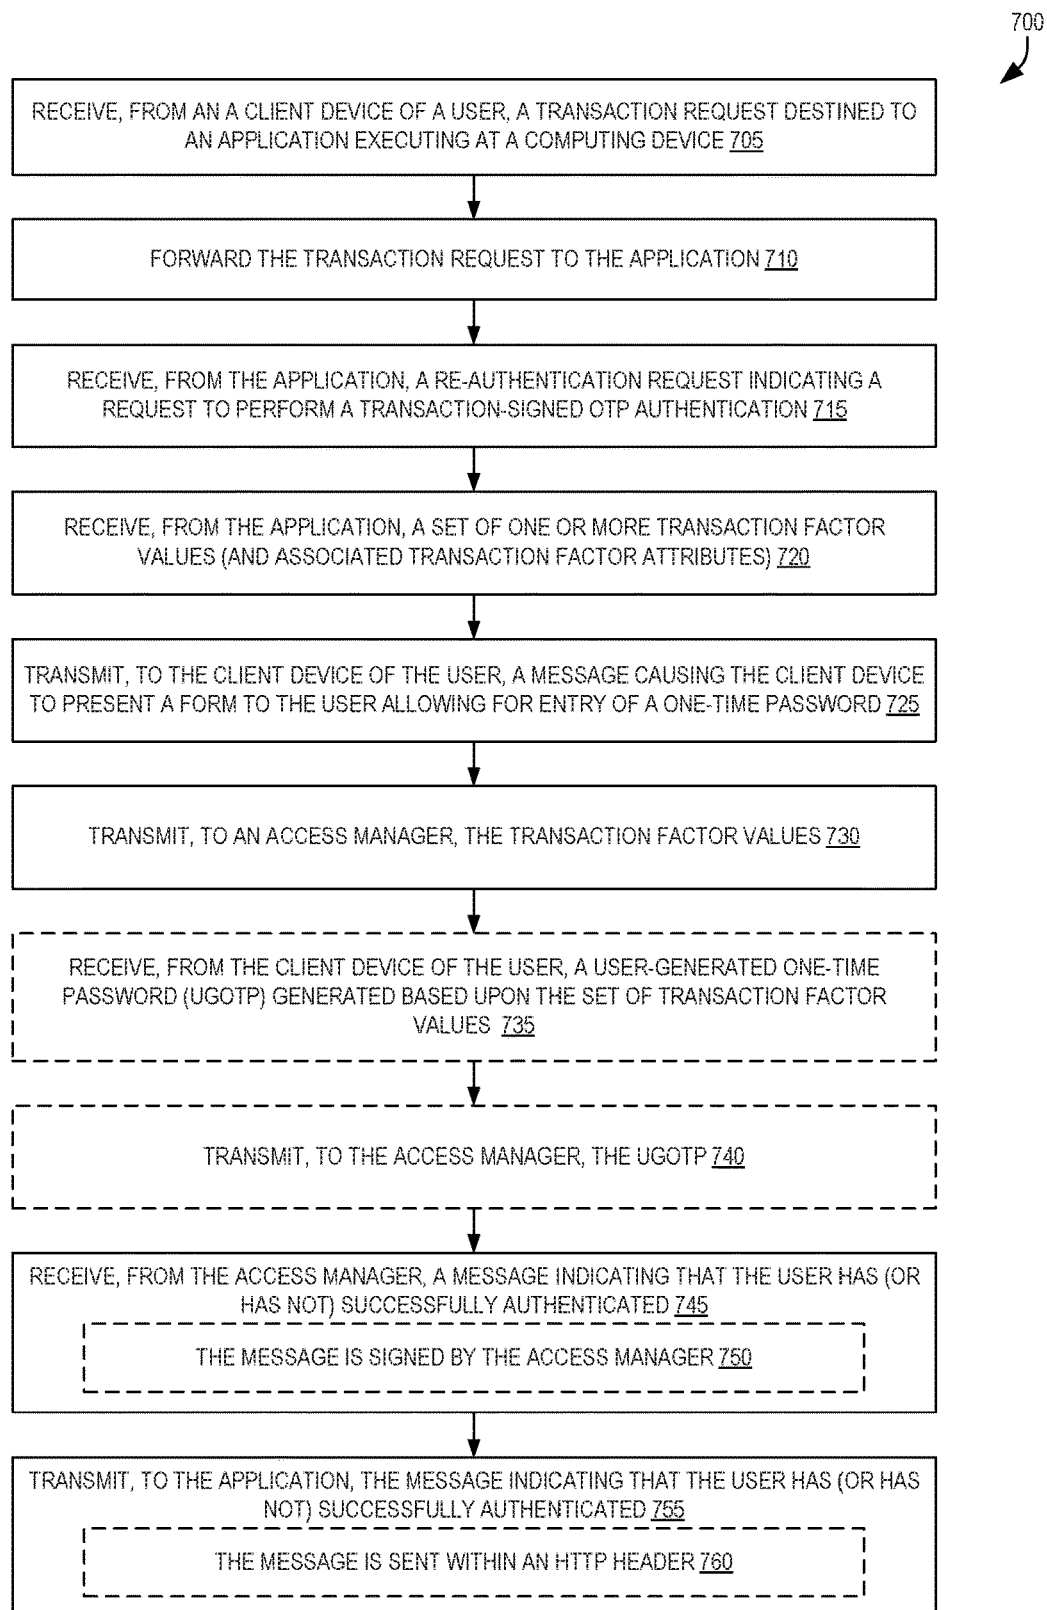 700
RECEIVE, FROM AN A CLIENT DEVICE OF A USER, A TRANSACTION REQUEST DESTINED TO
AN APPLICATION EXECUTING AT A COMPUTING DEVICE 705
FORWARD THE TRANSACTION REQUEST TO THE APPLICATION 710
RECEIVE, FROM THE APPLICATION, A RE-AUTHENTICATION REQUEST INDICATING A
REQUEST TO PERFORM A TRANSACTION-SIGNED OTP AUTHENTICATION 715
RECEIVE, FROM THE APPLICATION, A SET OF ONE OR MORE TRANSACTION FACTOR
VALUES (AND ASSOCIATED TRANSACTION FACTOR ATTRIBUTES) 720
TRANSMIT, TO THE CLIENT DEVICE OF THE USER, A MESSAGE CAUSING THE CLIENT DEVICE
TO PRESENT A FORM TO THE USER ALLOWING FOR ENTRY OF A ONE-TIME PASSWORD 725
TRANSMIT, TO AN ACCESS MANAGER, THE TRANSACTION FACTOR VALUES 730
RECEIVE, FROM THE CLIENT DEVICE OF THE USER, A USER-GENERATED ONE-TIME
PASSWORD (UGOTP) GENERATED BASED UPON THE SET OF TRANSACTION FACTOR
VALUES 735
TRANSMIT, TO THE ACCESS MANAGER, THE UGOTP 740
RECEIVE, FROM THE ACCESS MANAGER, A MESSAGE INDICATING THAT THE USER HAS (OR
HAS NOT) SUCCESSFULLY AUTHENTICATED 745
THE MESSAGE IS SIGNED BY THE ACCESS MANAGER 750
TRANSMIT, TO THE APPLICATION, THE MESSAGE INDICATING THAT THE USER HAS (OR HAS
NOT) SUCCESSFULLY AUTHENTICATED 755
THE MESSAGE IS SENT WITHIN AN HTTP HEADER 760